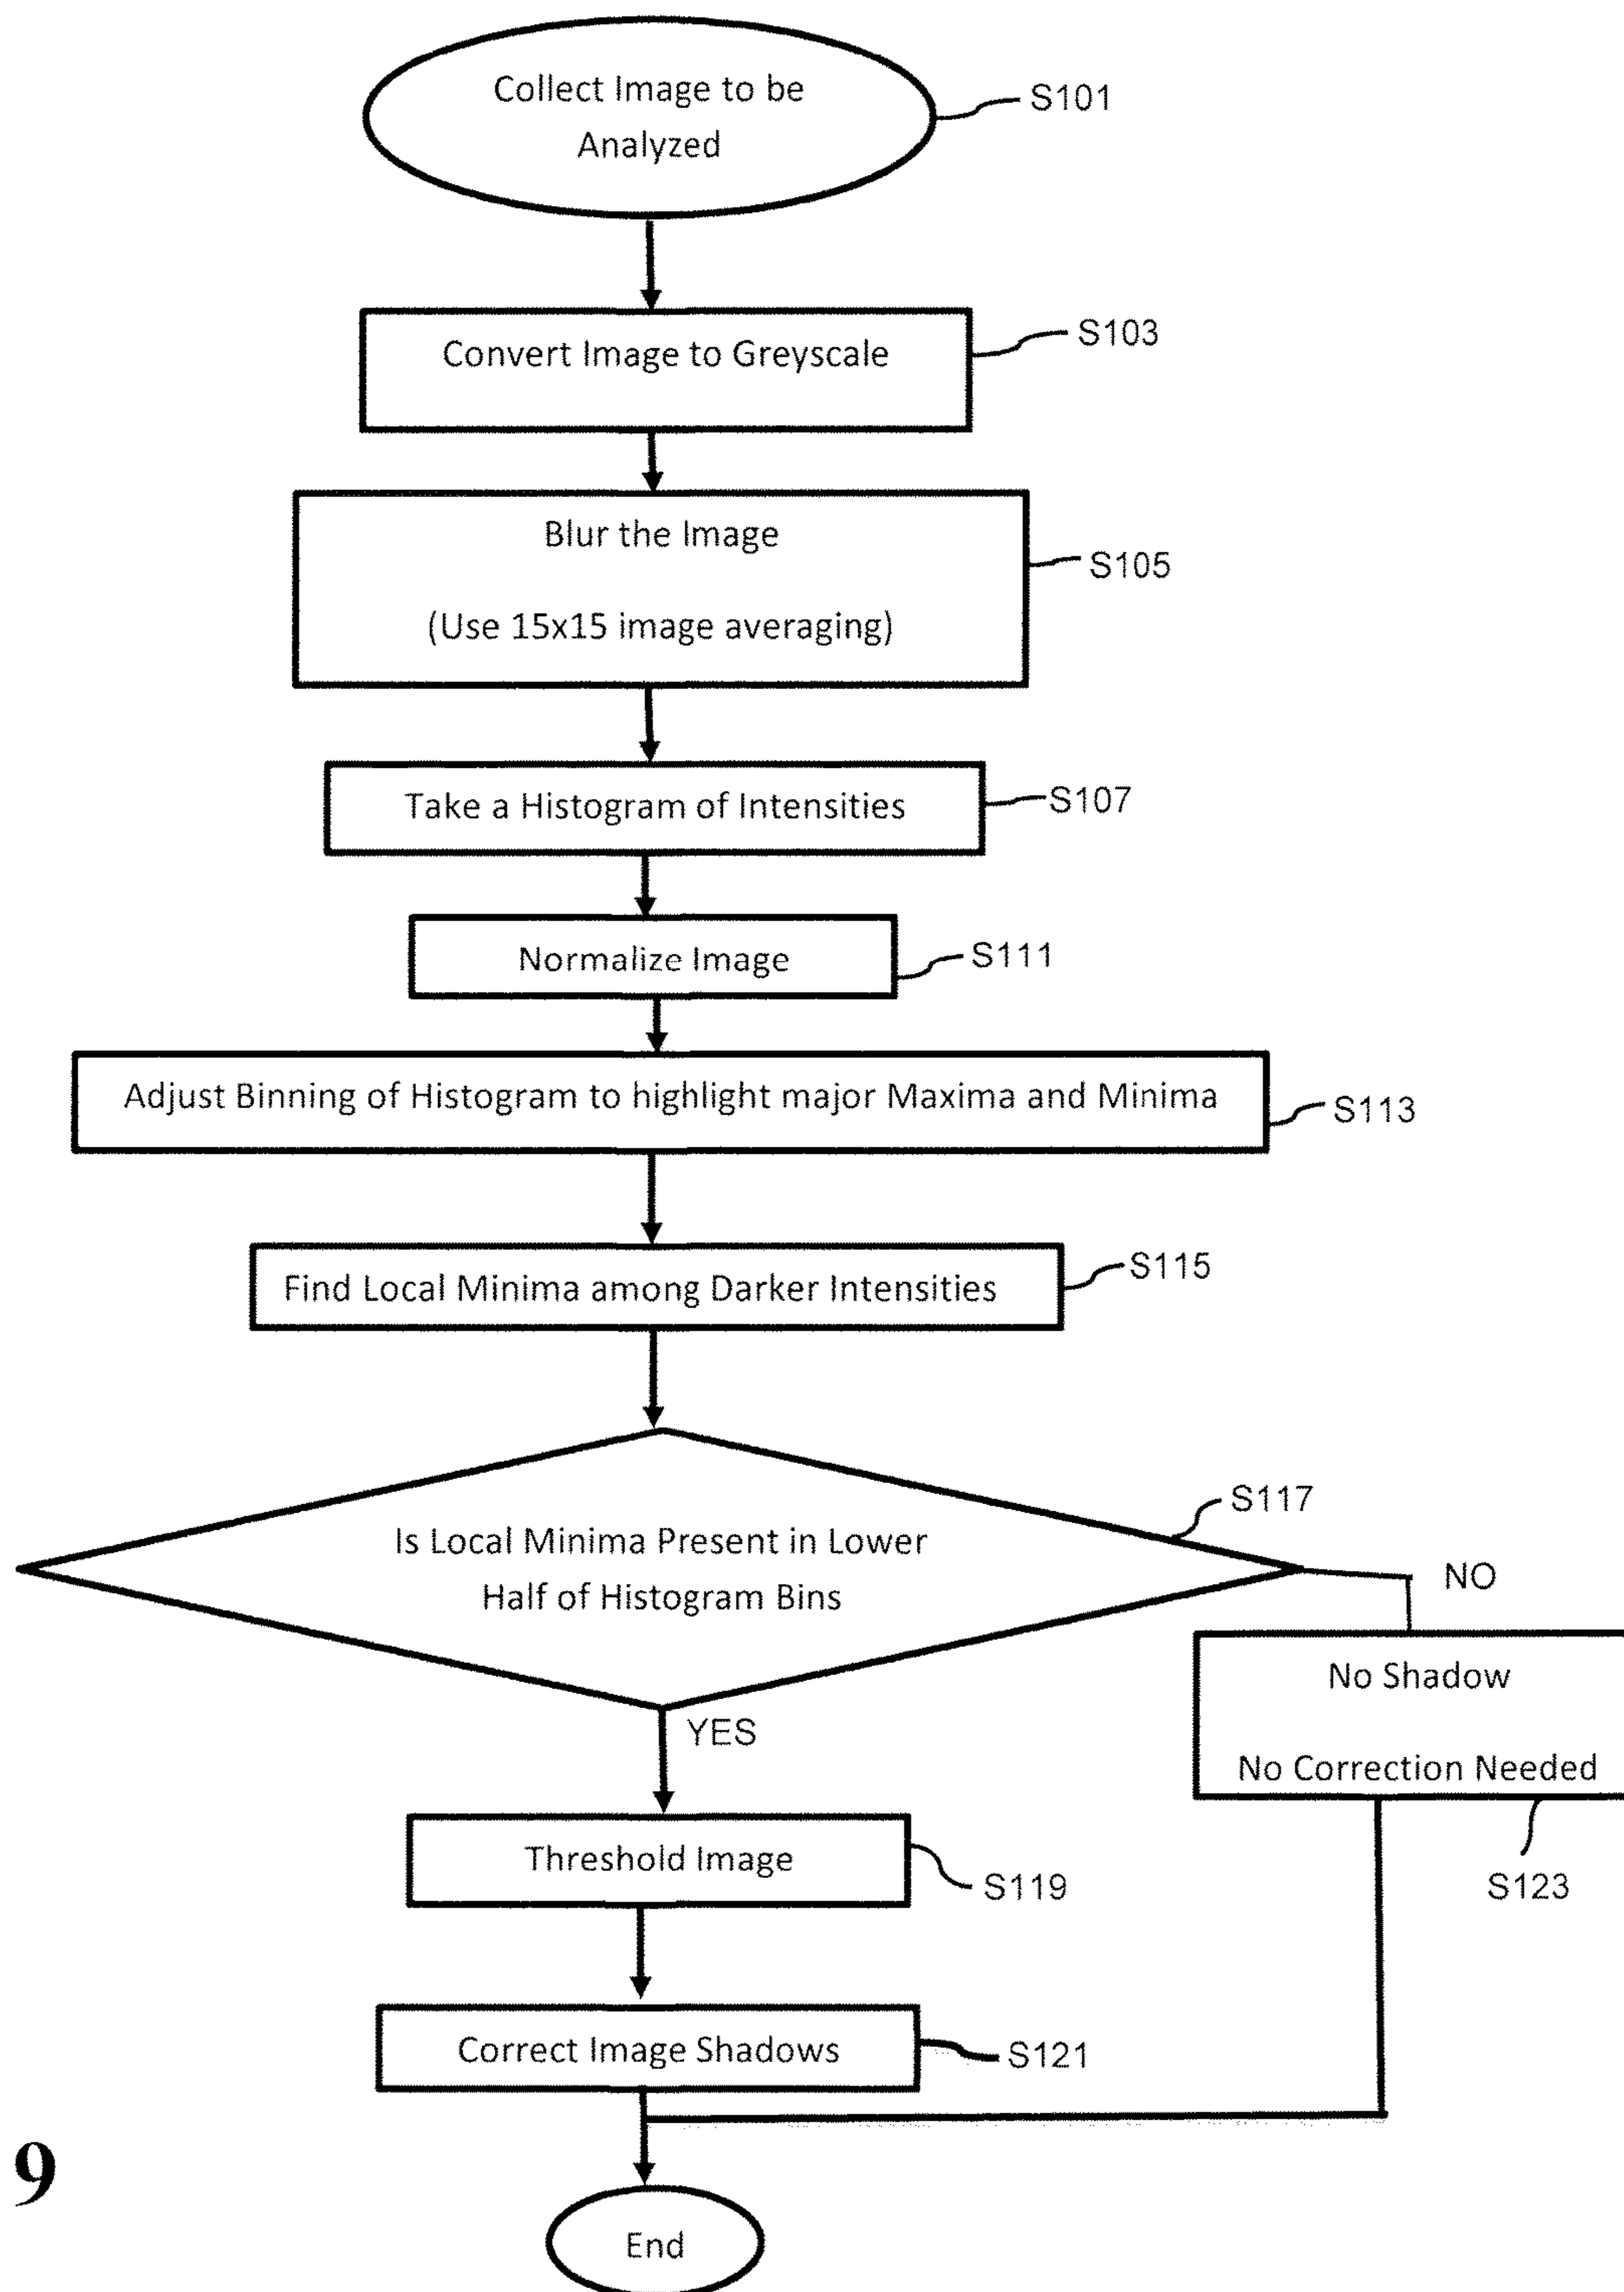 Collect Image to be
Analyzed
S101
Convert Image to Greyscale
S103
Blur the Image
(Use 15x15 image averaging)
S105
Take a Histogram of Intensities
S107
Normalize Image
S111
Adjust Binning of Histogram to highlight major Maxima and Minima
S113
Find Local Minima among Darker Intensities
S115
Is Local Minima Present in Lower
Half of Histogram Bins
S117
NO
No Shadow
No Correction Needed
S123
YES
Threshold Image
S119
Correct Image Shadows
S121
End
9